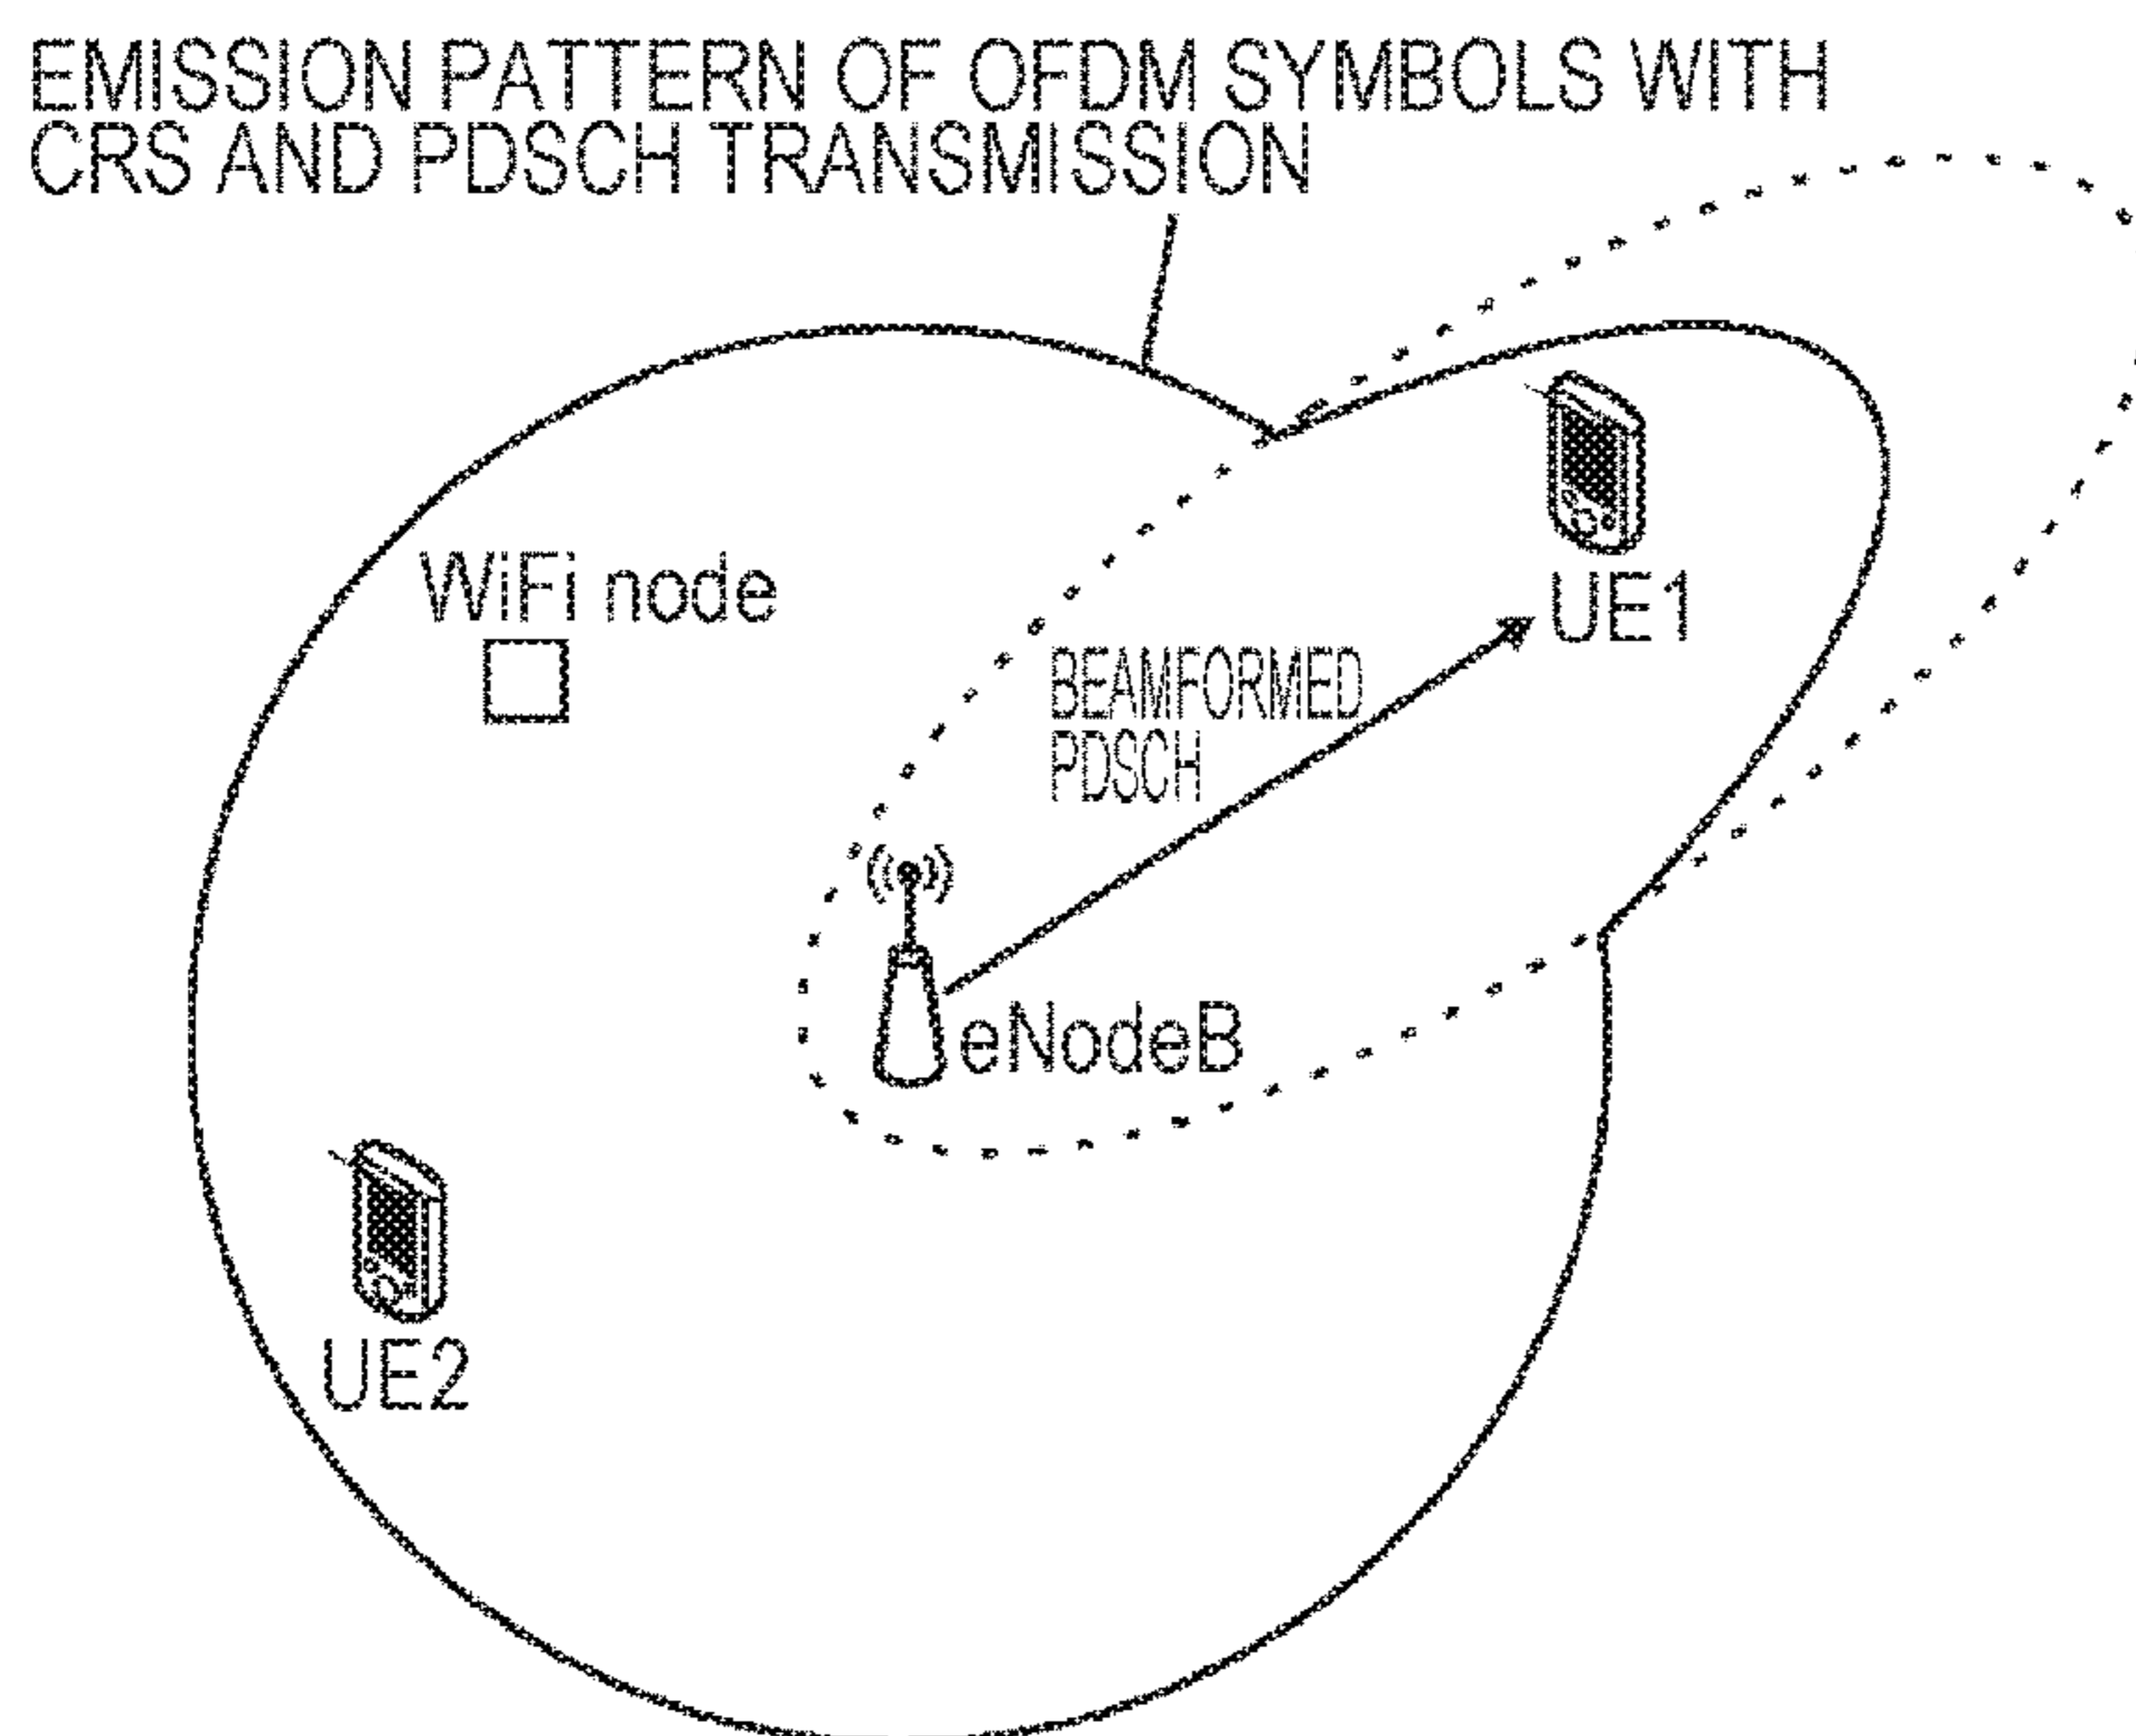 EMISSION PATTERN OF OFDM SYMBOLS WITH
CRS AND PDSCH TRANSMISSION
WiFi node
UE1
BEAMFORMED
PDSCH
eNodeB
UE2